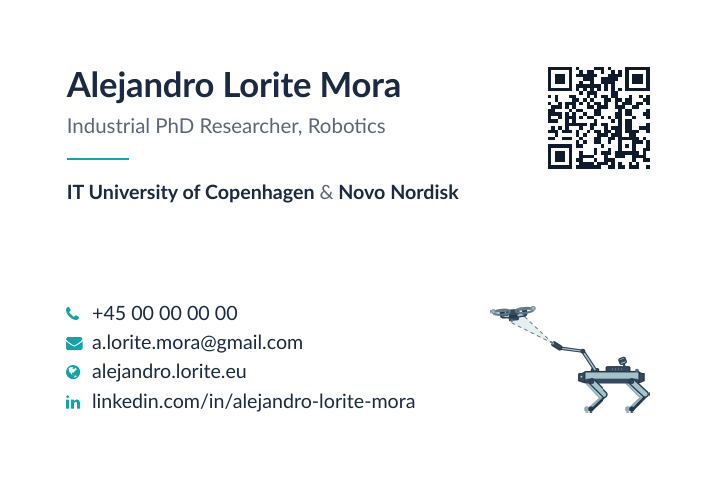 Alejandro Lorite Mora
Industrial PhD Researcher, Robotics
IT University of Copenhagen & Novo Nordisk
+45 00 00 00 00
a.lorite.mora@gmail.com
alejandro.lorite.eu
linkedin.com/in/alejandro-lorite-mora